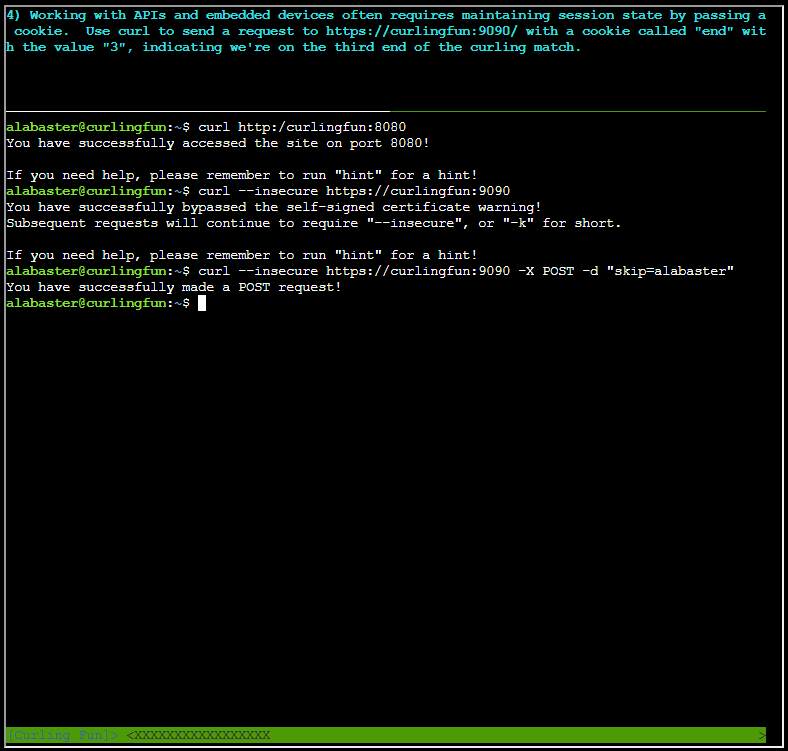 4) Working with APIs and embedded devices often requires maintaining session state by passing a
 cookie.  Use curl to send a request to https://curlingfun:9090/ with a cookie called "end" wit
h the value "3", indicating we're on the third end of the curling match.
alabaster@curlingfun:~$ curl http:/curlingfun:8080
You have successfully accessed the site on port 8080!
If you need help, please remember to run "hint" for a hint!
alabaster@curlingfun:~$ curl --insecure https://curlingfun:9090
You have successfully bypassed the self-signed certificate warning!
Subsequent requests will continue to require "--insecure", or "-k" for short.
If you need help, please remember to run "hint" for a hint!
alabaster@curlingfun:~$ curl --insecure https://curlingfun:9090 -X POST -d "skip=alabaster"
You have successfully made a POST request!
alabaster@curlingfun:~$
[Curling Fun]> <XXXXXXXXXXXXXXXXX >